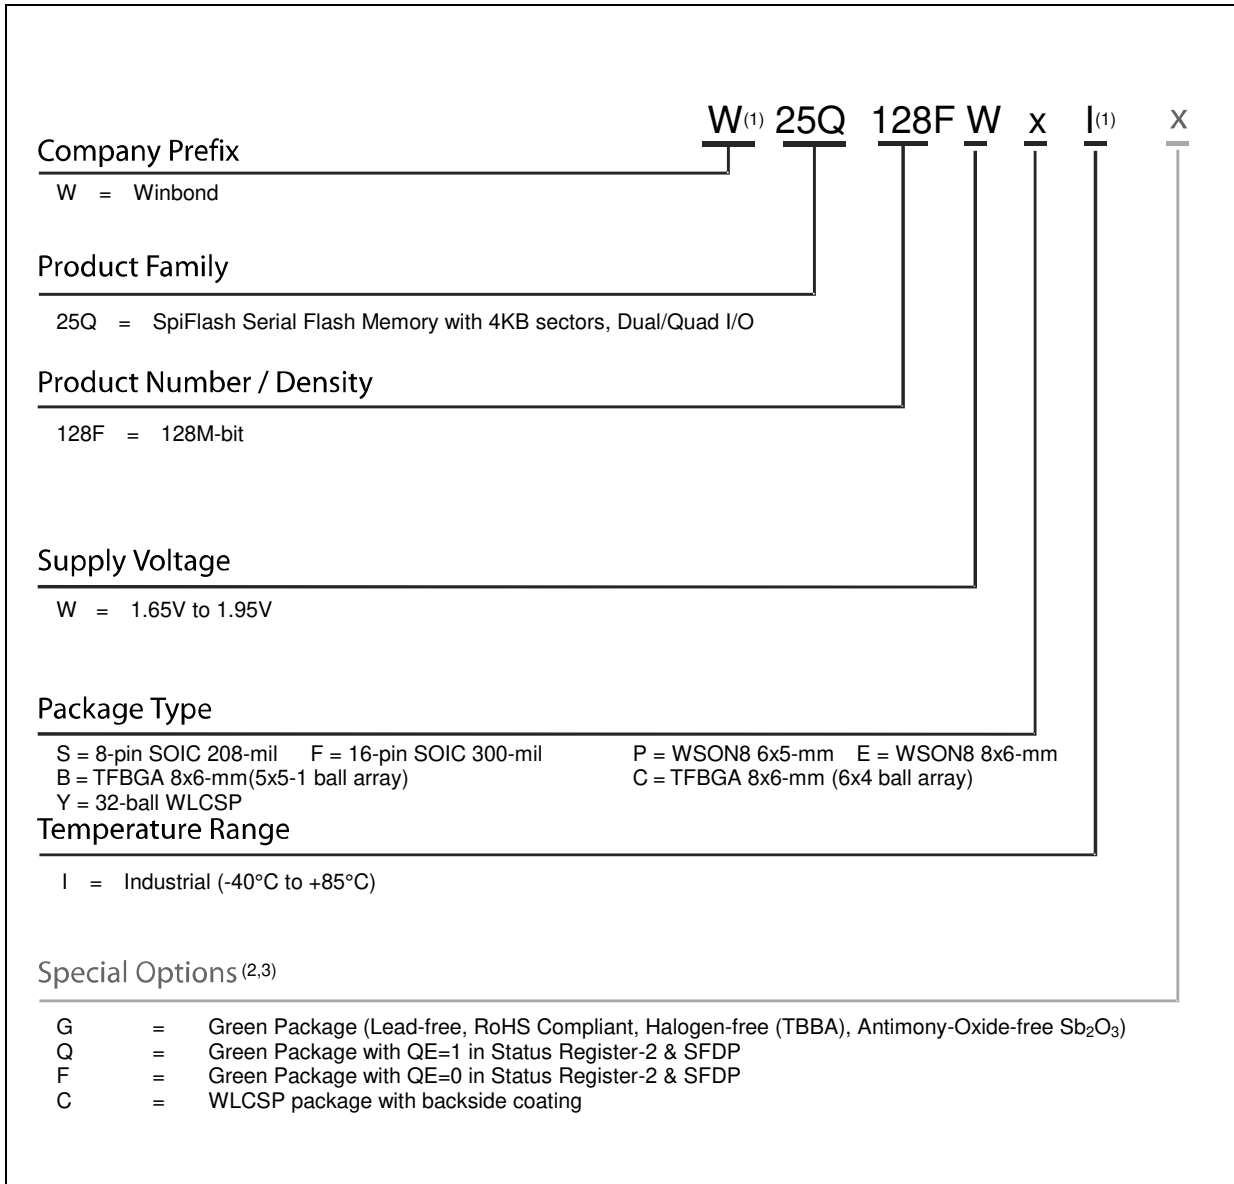 W(1) 25Q 128F W x I(1) x
Company Prefix
W = Winbond
Product Family
25Q = SpiFlash Serial Flash Memory with 4KB sectors, Dual/Quad I/O
Product Number / Density
128F = 128M-bit
Supply Voltage
W = 1.65V to 1.95V
Package Type
S = 8-pin SOIC 208-mil F = 16-pin SOIC 300-mil P = WSON8 6x5-mm E = WSON8 8x6-mm
B = TFBGA 8x6-mm(5x5-1 ball array) C = TFBGA 8x6-mm (6x4 ball array)
Y = 32-ball WLCSP
Temperature Range
I = Industrial (-40°C to +85°C)
Special Options (2,3)
G = Green Package (Lead-free, RoHS Compliant, Halogen-free (TBBA), Antimony-Oxide-free Sb₂O₃)
Q = Green Package with QE=1 in Status Register-2 & SFDP
F = Green Package with QE=0 in Status Register-2 & SFDP
C = WLCSP package with backside coating